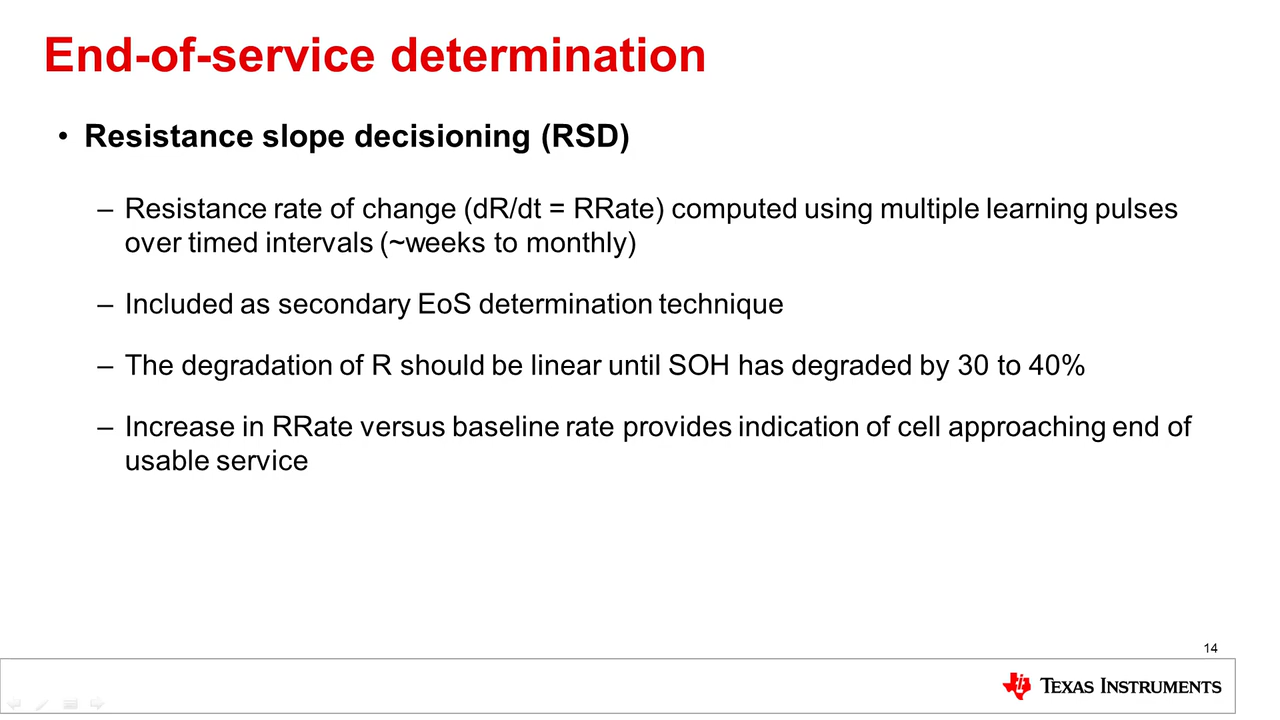 End-of-service determination
• Resistance slope decisioning (RSD)
– Resistance rate of change (dR/dt = RRate) computed using multiple learning pulses
over timed intervals (~weeks to monthly)
– Included as secondary EoS determination technique
– The degradation of R should be linear until SOH has degraded by 30 to 40%
– Increase in RRate versus baseline rate provides indication of cell approaching end of
usable service
14
TEXAS INSTRUMENTS